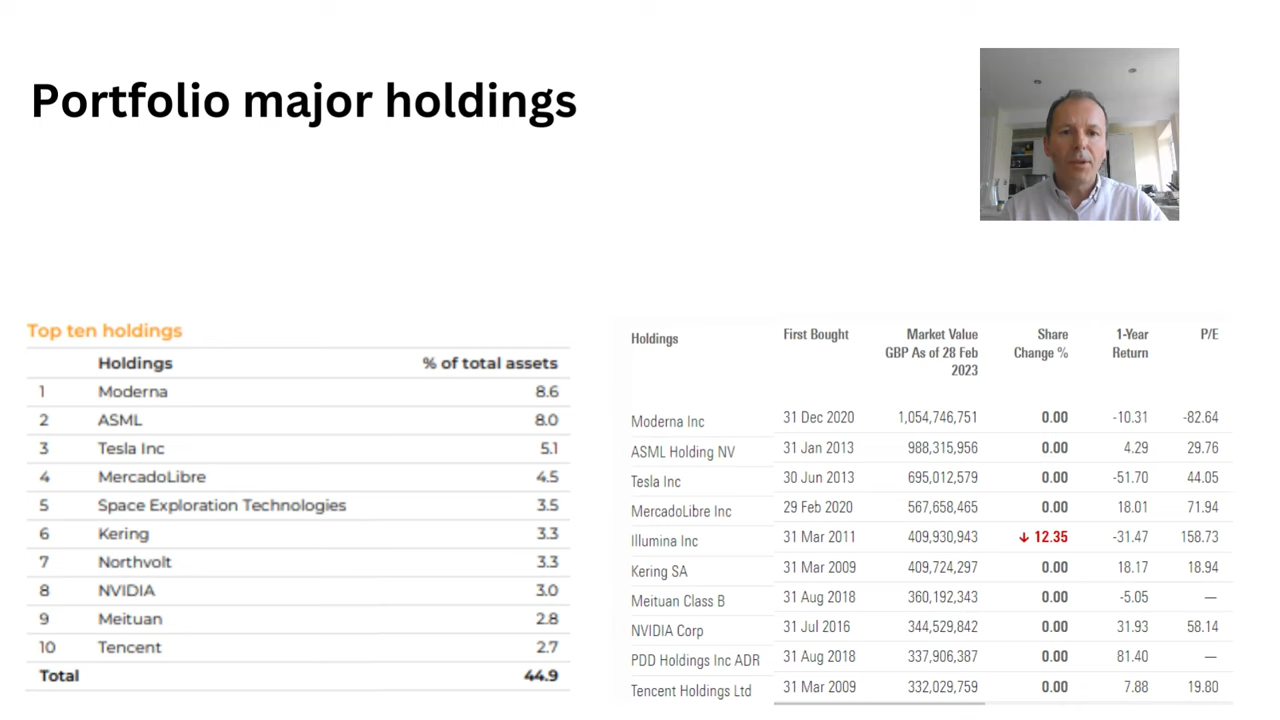 Portfolio major holdings
Top ten holdings
Holdings % of total assets
1 Moderna 8.6
2 ASML 8.0
3 Tesla Inc 5.1
4 MercadoLibre 4.5
5 Space Exploration Technologies 3.5
6 Kering 3.3
7 Northvolt 3.3
8 NVIDIA 3.0
9 Meituan 2.8
10 Tencent 2.7
Total 44.9
Holdings First Bought Market Value Share 1-Year P/E
GBP As of 28 Feb Change % Return
2023
Moderna Inc 31 Dec 2020 1,054,746,751 0.00 -10.31 -82.64
ASML Holding NV 31 Jan 2013 988,315,956 0.00 4.29 29.76
Tesla Inc 30 Jun 2013 695,012,579 0.00 -51.70 44.05
MercadoLibre Inc 29 Feb 2020 567,658,465 0.00 18.01 71.94
Illumina Inc 31 Mar 2011 409,930,943 ↓ 12.35 -31.47 158.73
Kering SA 31 Mar 2009 409,724,297 0.00 18.17 18.94
Meituan Class B 31 Aug 2018 360,192,343 0.00 -5.05 —
NVIDIA Corp 31 Jul 2016 344,529,842 0.00 31.93 58.14
PDD Holdings Inc ADR 31 Aug 2018 337,906,387 0.00 81.40 —
Tencent Holdings Ltd 31 Mar 2009 332,029,759 0.00 7.88 19.80